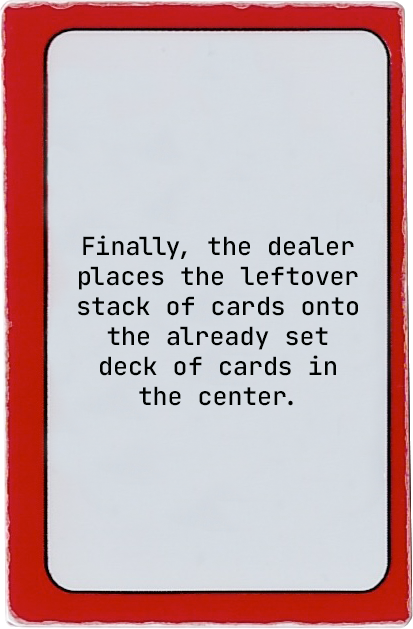 Finally, the dealer
places the leftover
stack of cards onto
the already set
deck of cards in
the center.